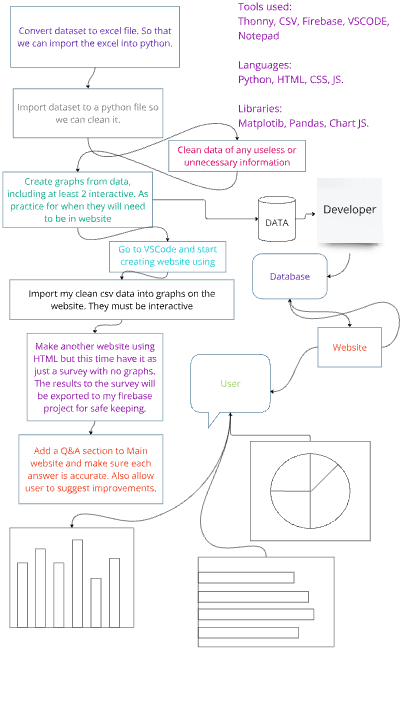 Tools used:
Thonny, CSV, Firebase, VSCODE,
Notepad
Languages:
Python, HTML, CSS, JS.
Libraries:
Matplotib, Pandas, Chart JS.
Convert dataset to excel file. So that
we can import the excel into python.
Import dataset to a python file so
we can clean it.
Clean data of any useless or
unnecessary information
Create graphs from data,
including at least 2 interactive. As
practice for when they will need
to be in website
DATA
Developer
Go to VSCode and start
creating website using
Database
Import my clean csv data into graphs on the
website. They must be interactive
Website
Make another website using
HTML but this time have it as
just a survey with no graphs.
The results to the survey will
be exported to my firebase
project for safe keeping.
User
Add a Q&A section to Main
website and make sure each
answer is accurate. Also allow
user to suggest improvements.